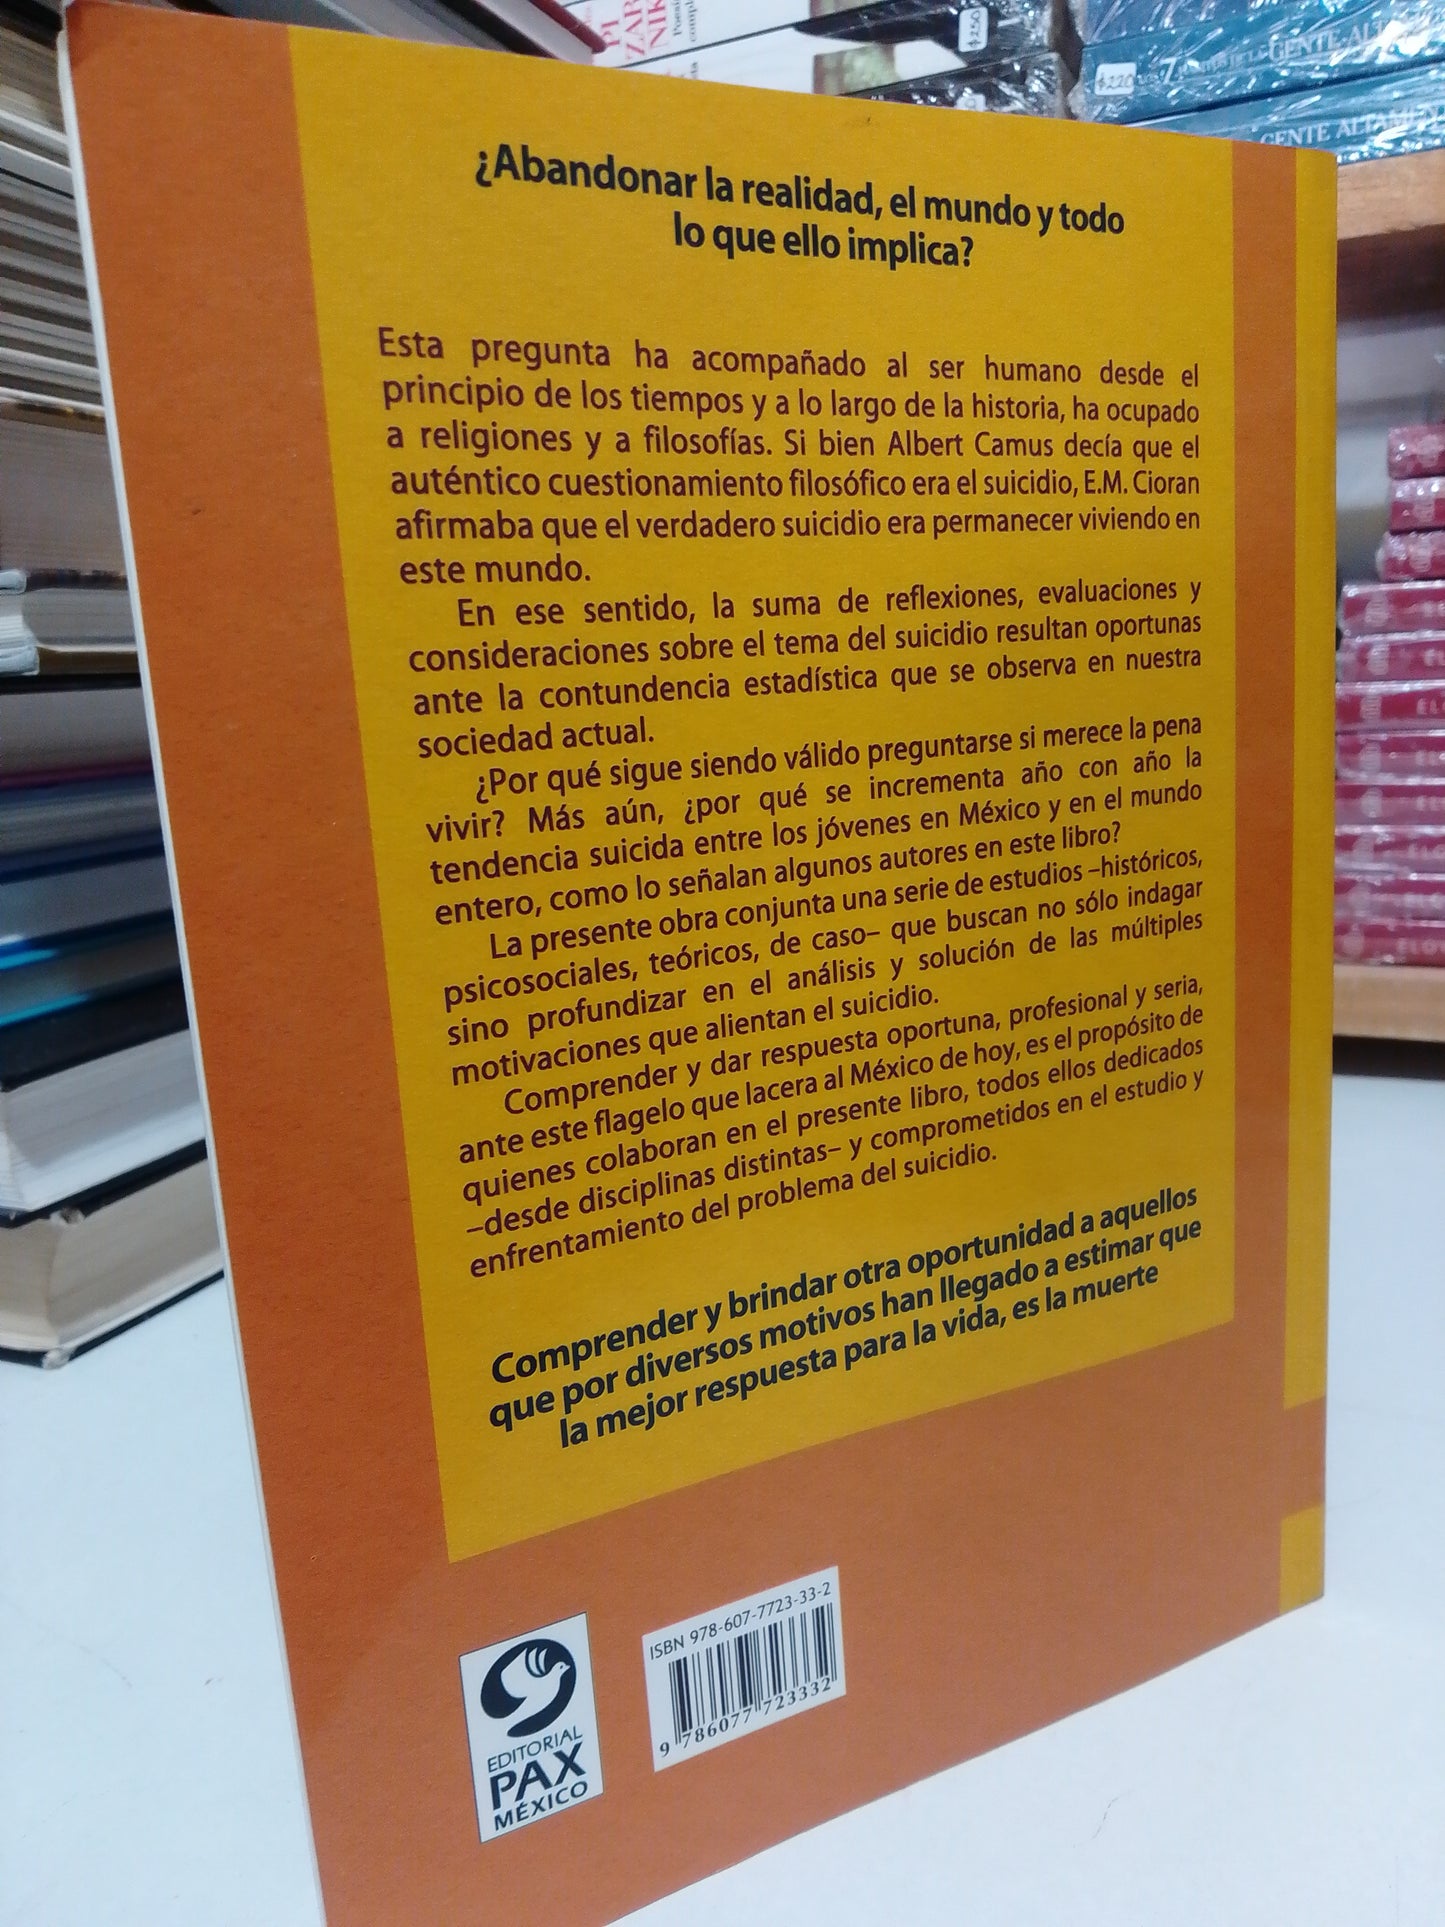 PI
ZAR
NIK
Poesía
completa
$250
$220
7
GENTE ALTA
GENTE ALTAMEN
¿Abandonar la realidad, el mundo y todo
lo que ello implica?
Esta pregunta ha acompañado al ser humano desde el
principio de los tiempos y a lo largo de la historia, ha ocupado
a religiones y a filosofías. Si bien Albert Camus decía que el
auténtico cuestionamiento filosófico era el suicidio, E.M. Cioran
afirmaba que el verdadero suicidio era permanecer viviendo en
este mundo.
En ese sentido, la suma de reflexiones, evaluaciones y
consideraciones sobre el tema del suicidio resultan oportunas
ante la contundencia estadística que se observa en nuestra
sociedad actual.
¿Por qué sigue siendo válido preguntarse si merece la pena
vivir? Más aún, ¿por qué se incrementa año con año la
tendencia suicida entre los jóvenes en México y en el mundo
entero, como lo señalan algunos autores en este libro?
La presente obra conjunta una serie de estudios –históricos,
psicosociales, teóricos, de caso– que buscan no sólo indagar
sino profundizar en el análisis y solución de las múltiples
motivaciones que alientan el suicidio.
Comprender y dar respuesta oportuna, profesional y seria,
ante este flagelo que lacera al México de hoy, es el propósito de
quienes colaboran en el presente libro, todos ellos dedicados
–desde disciplinas distintas– y comprometidos en el estudio y
enfrentamiento del problema del suicidio.
Comprender y brindar otra oportunidad a aquellos
que por diversos motivos han llegado a estimar que
la mejor respuesta para la vida, es la muerte
EDITORIAL
PAX
MÉXICO
ISBN 978-607-7723-33-2
9 786077 723332